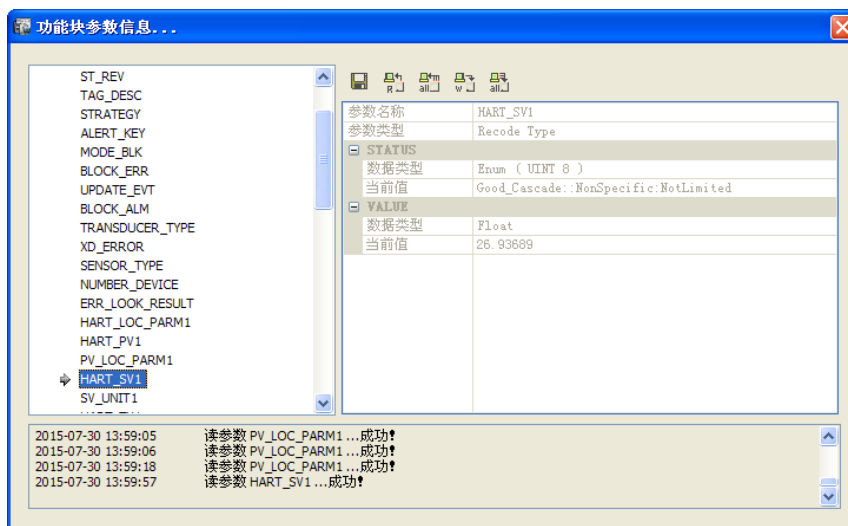 功能块参数信息...
ST_REV
TAG_DESC
STRATEGY
ALERT_KEY
MODE_BLK
BLOCK_ERR
UPDATE_EVT
BLOCK_ALM
TRANSDUCER_TYPE
XD_ERROR
SENSOR_TYPE
NUMBER_DEVICE
ERR_LOOK_RESULT
HART_LOC_PARM1
HART_PV1
PV_LOC_PARM1
HART_SV1
SV_UNIT1
R all w all
参数名称 HART_SV1
参数类型 Recode Type
STATUS
数据类型 Enum ( UINT 8 )
当前值 Good_Cascade::NonSpecific:NotLimited
VALUE
数据类型 Float
当前值 26.93689
2015-07-30 13:59:05 读参数 PV_LOC_PARM1 ...成功!
2015-07-30 13:59:06 读参数 PV_LOC_PARM1 ...成功!
2015-07-30 13:59:18 读参数 PV_LOC_PARM1 ...成功!
2015-07-30 13:59:57 读参数 HART_SV1 ...成功!